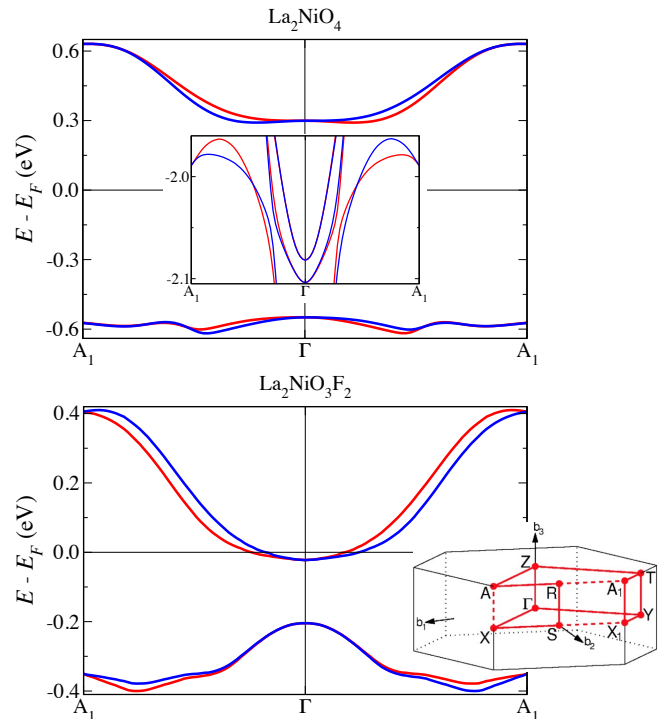 La₂NiO₄
E - E_F (eV)
0.6
0.3
0.0
-0.3
-0.6
-2.0
-2.1
A₁
Γ
A₁
A₁
Γ
A₁
La₂NiO₃F₂
E - E_F (eV)
0.4
0.2
0.0
-0.2
-0.4
A₁
Γ
A₁
b₃
Z
T
A
R
A₁
Γ
b₁
Y
X
S
X₁
b₂